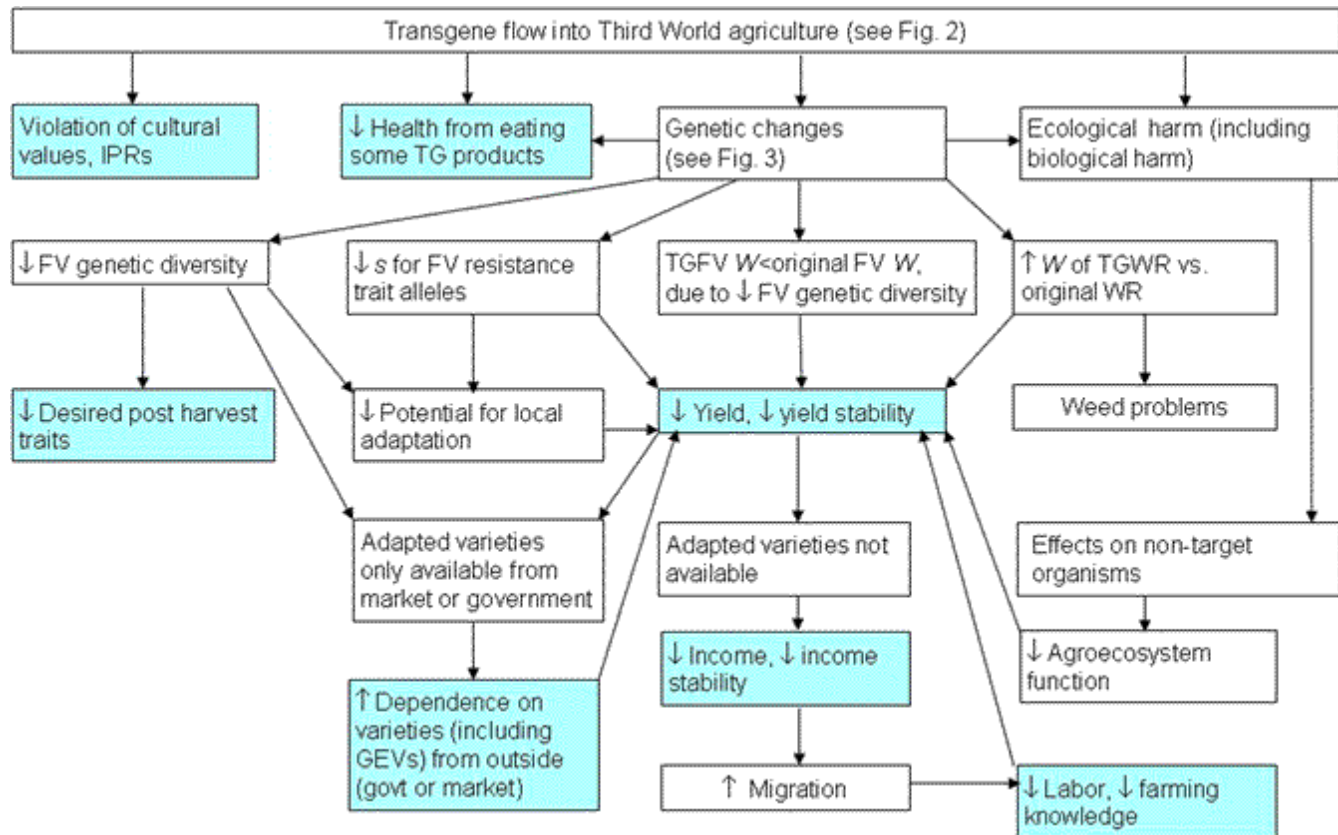 Transgene flow into Third World agriculture (see Fig. 2)
Violation of cultural
values, IPRs
↓ Health from eating
some TG products
Genetic changes
(see Fig. 3)
Ecological harm (including
biological harm)
↓ FV genetic diversity
↓ s for FV resistance
trait alleles
TGFV W<original FV W,
due to ↓ FV genetic diversity
↑ W of TGWR vs.
original WR
↓ Desired post harvest
traits
↓ Potential for local
adaptation
↓ Yield, ↓ yield stability
Weed problems
Adapted varieties
only available from
market or government
Adapted varieties not
available
Effects on non-target
organisms
↓ Income, ↓ income
stability
↓ Agroecosystem
function
↑ Dependence on
varieties (including
GEVs) from outside
(govt or market)
↑ Migration
↓ Labor, ↓ farming
knowledge